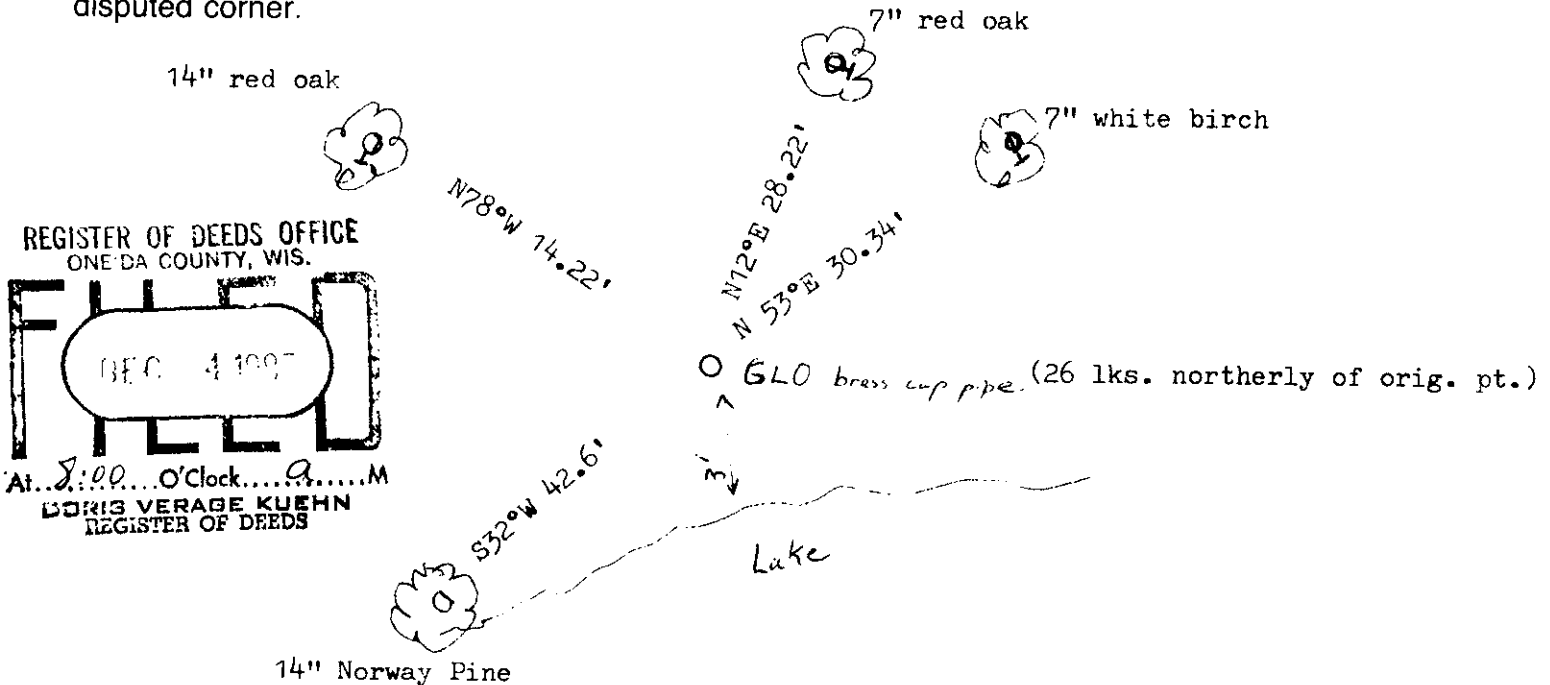 disputed corner.
7" red oak
14" red oak
7" white birch
N78°W 14.22'
N12°E 28.22'
N 53°E 30.34'
REGISTER OF DEEDS OFFICE
ONEIDA COUNTY, WIS.
FILED
DEC 4
At..8:00....O'Clock.....a.....M
DORIS VERAGE KUEHN
REGISTER OF DEEDS
GLO brass cap pipe. (26 lks. northerly of orig. pt.)
3'
S32°W 42.6'
Lake
14" Norway Pine